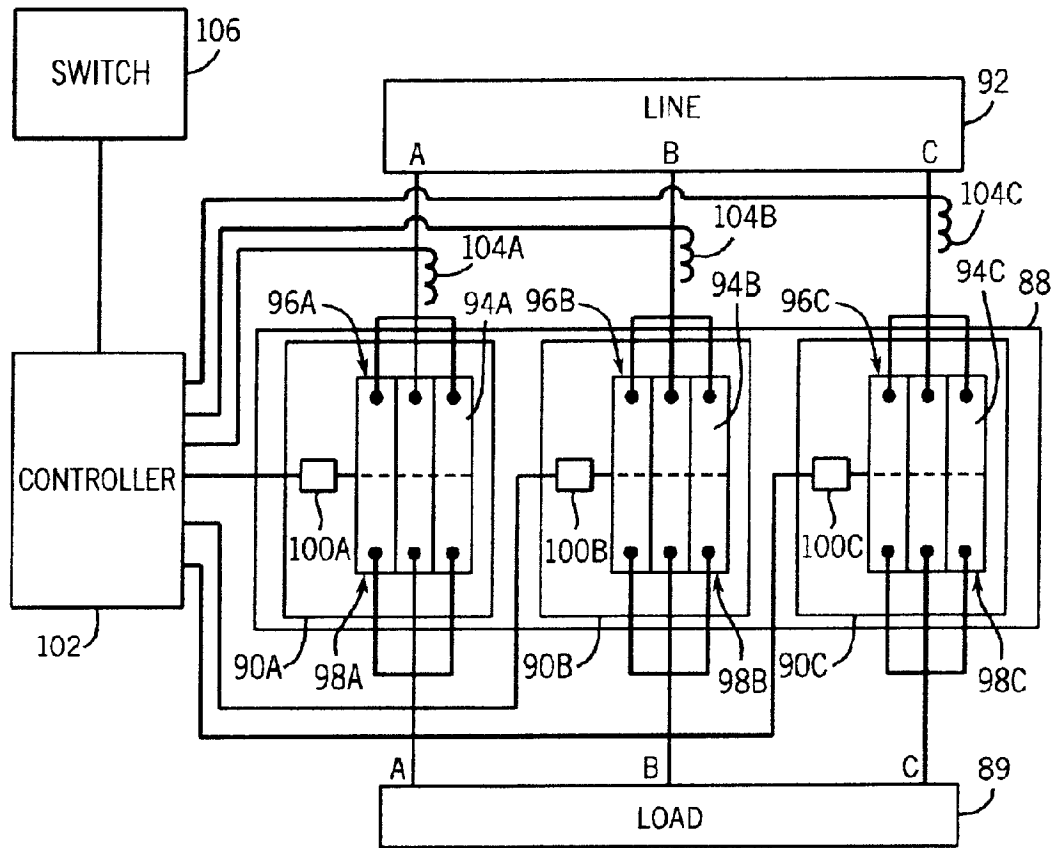 106
SWITCH
92
LINE
A B C
104C
104B
104A
94C
94B
94A
96A
96B
96C
88
CONTROLLER
100A
100B
100C
102
90A
98A
90B
98B
90C
98C
A B C
89
LOAD